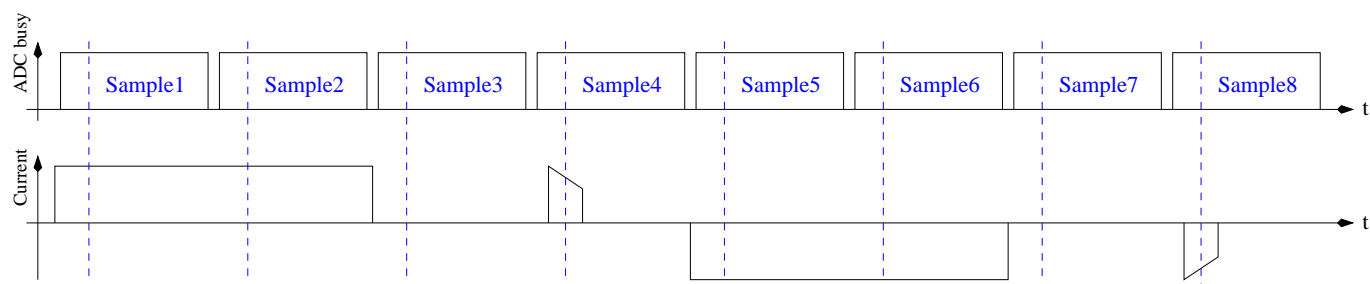 ADC busy
Sample1 Sample2 Sample3 Sample4 Sample5 Sample6 Sample7 Sample8
t
Current
t